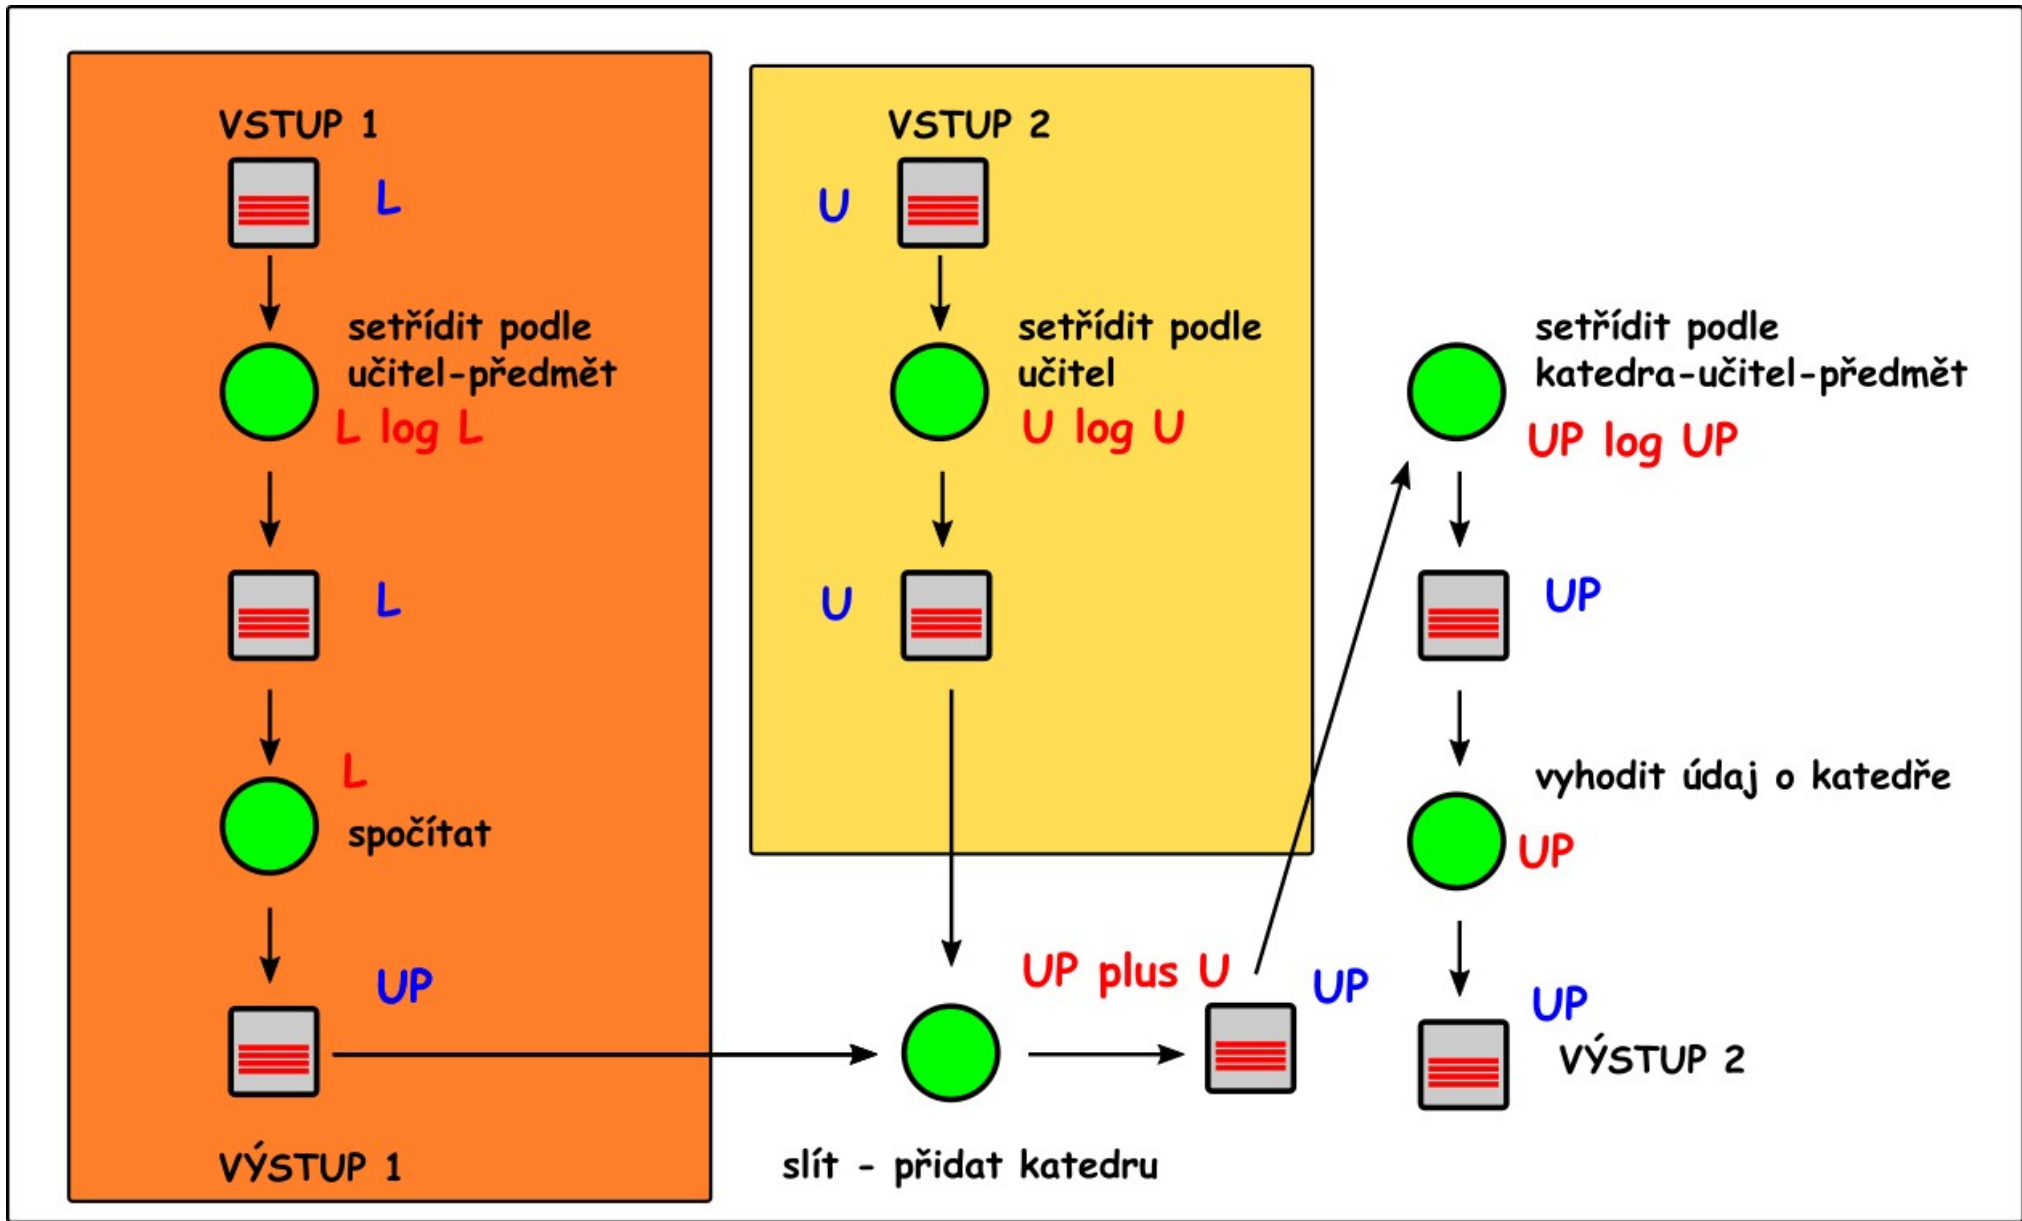 VSTUP 1
L
setřídit podle
učitel-předmět
L log L
L
L
spočítat
UP
VÝSTUP 1
VSTUP 2
U
setřídit podle
učitel
U log U
U
UP plus U
UP
slít - přidat katedru
setřídit podle
katedra-učitel-předmět
UP log UP
UP
vyhodit údaj o katedře
UP
UP
VÝSTUP 2